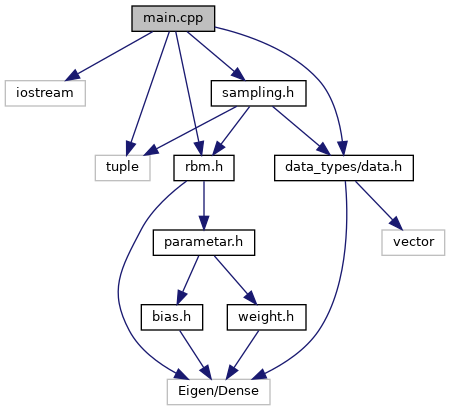 main.cpp
iostream
sampling.h
tuple
rbm.h
data_types/data.h
parametar.h
vector
bias.h
weight.h
Eigen/Dense